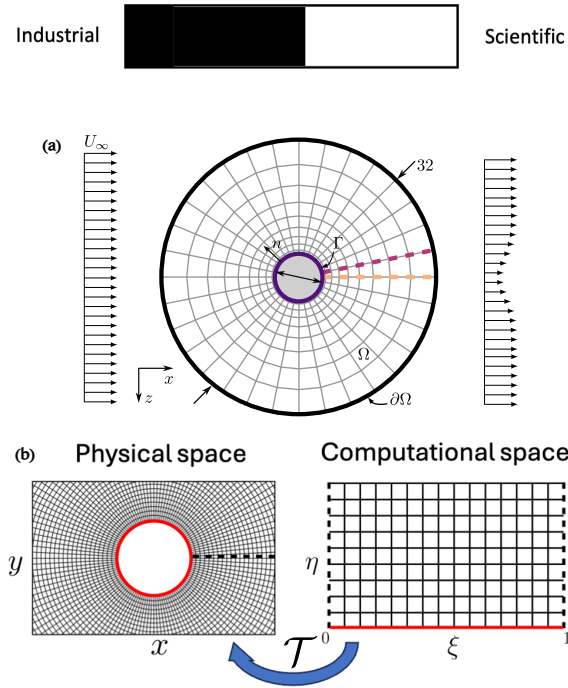 Industrial Scientific
(a)
U∞
32
n
Γ
Ω
x
z
∂Ω
(b) Physical space Computational space
y
η
0 1
x
𝒯
ξ